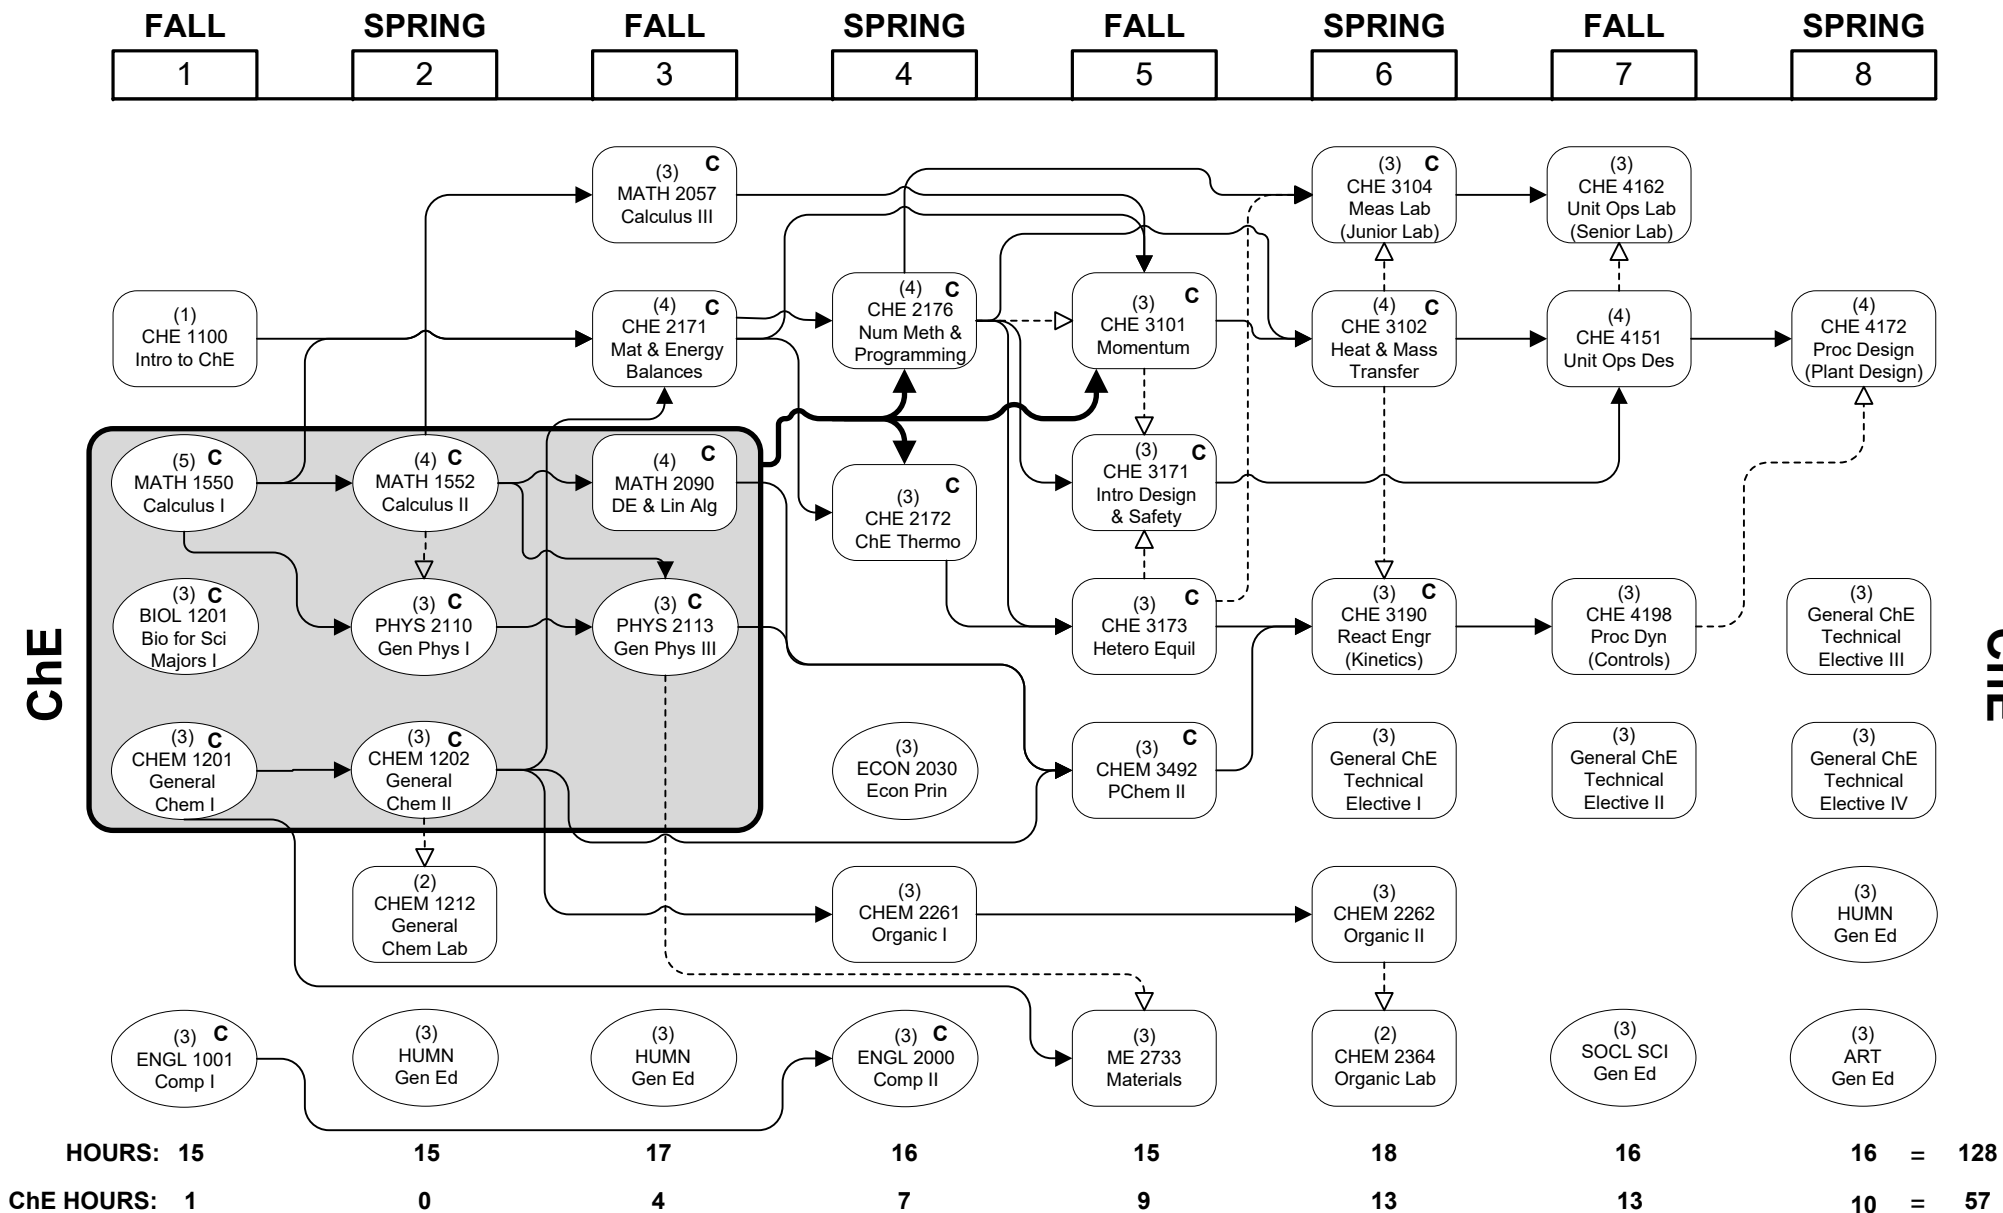 FALL SPRING FALL SPRING FALL SPRING FALL SPRING
1 2 3 4 5 6 7 8
(3) C
MATH 2057
Calculus III
(3) C
CHE 3104
Meas Lab
(Junior Lab)
(3)
CHE 4162
Unit Ops Lab
(Senior Lab)
(1)
CHE 1100
Intro to ChE
(4) C
CHE 2171
Mat & Energy
Balances
(4) C
CHE 2176
Num Meth &
Programming
(3) C
CHE 3101
Momentum
(4) C
CHE 3102
Heat & Mass
Transfer
(4)
CHE 4151
Unit Ops Des
(4)
CHE 4172
Proc Design
(Plant Design)
(5) C
MATH 1550
Calculus I
(4) C
MATH 1552
Calculus II
(4) C
MATH 2090
DE & Lin Alg
(3) C
CHE 2172
ChE Thermo
(3) C
CHE 3171
Intro Design
& Safety
ChE
(3) C
BIOL 1201
Bio for Sci
Majors I
(3) C
PHYS 2110
Gen Phys I
(3) C
PHYS 2113
Gen Phys III
(3) C
CHE 3173
Hetero Equil
(3) C
CHE 3190
React Engr
(Kinetics)
(3)
CHE 4198
Proc Dyn
(Controls)
(3)
General ChE
Technical
Elective III
ChE
(3) C
CHEM 1201
General
Chem I
(3) C
CHEM 1202
General
Chem II
(3)
ECON 2030
Econ Prin
(3) C
CHEM 3492
PChem II
(3)
General ChE
Technical
Elective I
(3)
General ChE
Technical
Elective II
(3)
General ChE
Technical
Elective IV
(2)
CHEM 1212
General
Chem Lab
(3)
CHEM 2261
Organic I
(3)
CHEM 2262
Organic II
(3)
HUMN
Gen Ed
(3) C
ENGL 1001
Comp I
(3)
HUMN
Gen Ed
(3)
HUMN
Gen Ed
(3) C
ENGL 2000
Comp II
(3)
ME 2733
Materials
(2)
CHEM 2364
Organic Lab
(3)
SOCL SCI
Gen Ed
(3)
ART
Gen Ed
HOURS: 15 15 17 16 15 18 16 16 = 128
ChE HOURS: 1 0 4 7 9 13 13 10 = 57